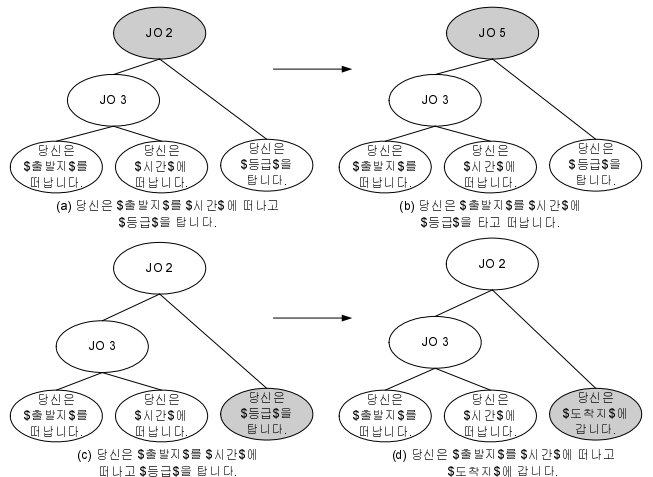 JO 2
JO 3
당신은
$출발지$를
떠납니다.
당신은
$시간$에
떠납니다.
당신은
$등급$을
탑니다.
(a) 당신은 $출발지$를 $시간$에 떠나고
$등급$을 탑니다.
JO 5
JO 3
당신은
$출발지$를
떠납니다.
당신은
$시간$에
떠납니다.
당신은
$등급$을
탑니다.
(b) 당신은 $출발지$를 $시간$에
$등급$을 타고 떠납니다.
JO 2
JO 3
당신은
$출발지$를
떠납니다.
당신은
$시간$에
떠납니다.
당신은
$등급$을
탑니다.
(c) 당신은 $출발지$를 $시간$에
떠나고 $등급$을 탑니다.
JO 2
JO 3
당신은
$출발지$를
떠납니다.
당신은
$시간$에
떠납니다.
당신은
$도착지$에
갑니다.
(d) 당신은 $출발지$를 $시간$에 떠나고
$도착지$에 갑니다.